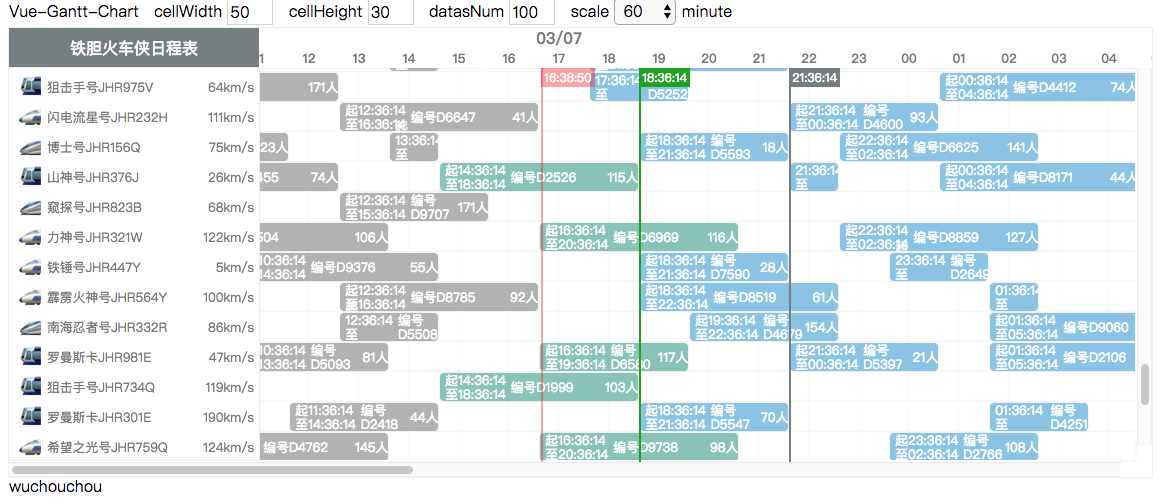 Vue-Gantt-Chart cellWidth 50 cellHeight 30 datasNum 100 scale 60 minute
铁胆火车侠日程表
03/07
12 13 14 15 16 17 18 19 20 21 22 23 00 01 02 03 04
16:38:50 18:36:14 21:36:14
狙击手号JHR975V 64km/s 171人 17:36:14 至 D5252 起00:36:14 至04:36:14 编号D4412 74人
闪电流星号JHR232H 111km/s 起12:36:14 至16:36:14 编号D6647 41人 起21:36:14 至00:36:14 编号 D4600 93人
博士号JHR156Q 75km/s 23人 13:36:14 至 起18:36:14 至21:36:14 编号 D5593 18人 起22:36:14 至02:36:14 编号D6625 141人
山神号JHR376J 26km/s 455 74人 起14:36:14 至18:36:14 编号D2526 115人 21:36:14 至 起00:36:14 至04:36:14 编号D8171 44人
窥探号JHR823B 68km/s 起12:36:14 至15:36:14 编号 D9707 171人
力神号JHR321W 122km/s 504 106人 起16:36:14 至20:36:14 编号D6969 116人 起22:36:14 至02:36:14 编号D8859 127人
铁锤号JHR447Y 5km/s 10:36:14 14:36:14 编号D9376 55人 起18:36:14 至21:36:14 编号 D7590 28人 23:36:14 至 编号 D2649
霹雳火神号JHR564Y 100km/s 起12:36:14 至16:36:14 编号D8785 92人 起18:36:14 至22:36:14 编号D8519 61人 01:36:14 至
南海忍者号JHR332R 86km/s 12:36:14 至 编号 D5508 起19:36:14 至22:36:14 编号 D4679 154人 起01:36:14 至05:36:14 编号D9060
罗曼斯卡JHR981E 47km/s 10:36:14 13:36:14 编号 D5093 81人 起16:36:14 至19:36:14 编号 D6580 117人 起21:36:14 至00:36:14 编号 D5397 21人 起01:36:14 至05:36:14 编号D2106
狙击手号JHR734Q 119km/s 起14:36:14 至18:36:14 编号D1999 103人
罗曼斯卡JHR301E 190km/s 起11:36:14 至14:36:14 编号 D2418 44人 起18:36:14 至21:36:14 编号 D5547 70人 01:36:14 至 编号 D4251
希望之光号JHR759Q 124km/s 编号D4762 145人 起16:36:14 至20:36:14 编号D9738 98人 起23:36:14 至02:36:14 编号 D2766 108人
wuchouchou